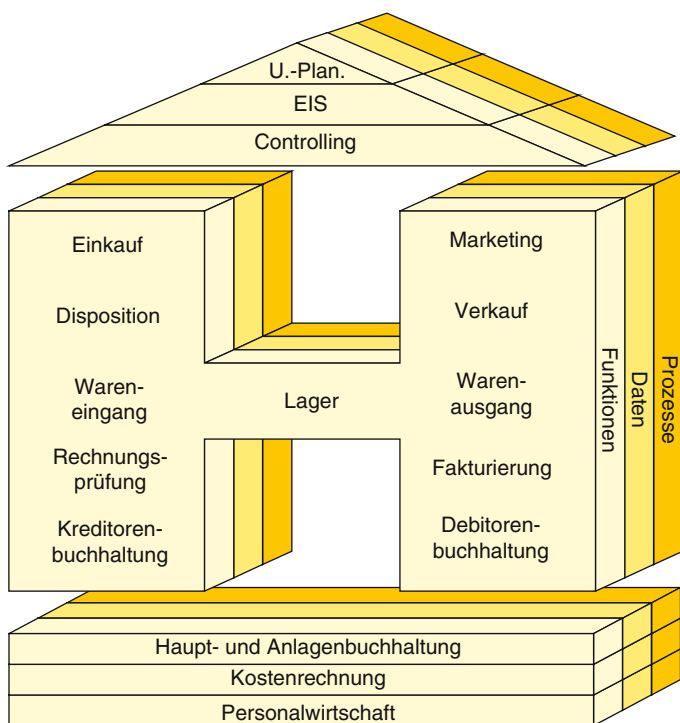 U.-Plan.
EIS
Controlling
Einkauf
Disposition
Waren-
eingang
Rechnungs-
prüfung
Kreditoren-
buchhaltung
Lager
Marketing
Verkauf
Waren-
ausgang
Fakturierung
Debitoren-
buchhaltung
Funktionen
Daten
Prozesse
Haupt- und Anlagenbuchhaltung
Kostenrechnung
Personalwirtschaft